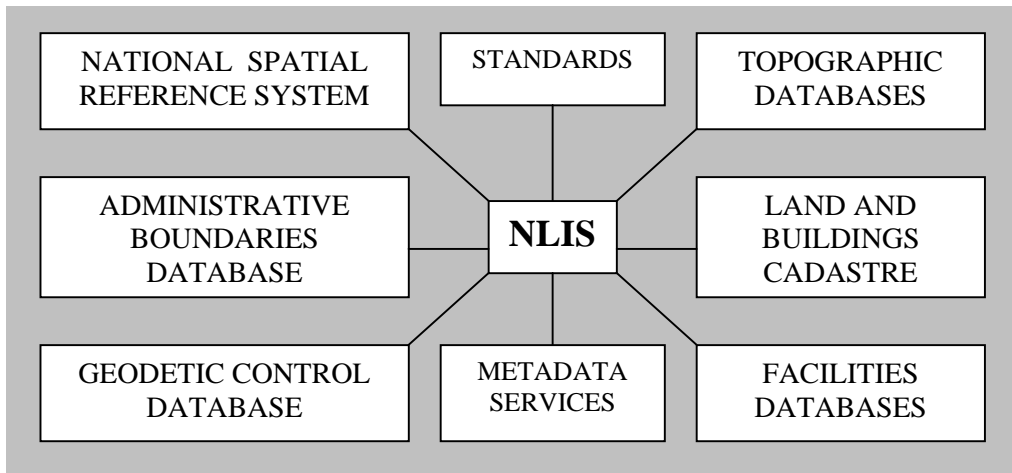 NATIONAL SPATIAL
REFERENCE SYSTEM
STANDARDS
TOPOGRAPHIC
DATABASES
ADMINISTRATIVE
BOUNDARIES
DATABASE
NLIS
LAND AND
BUILDINGS
CADASTRE
GEODETIC CONTROL
DATABASE
METADATA
SERVICES
FACILITIES
DATABASES